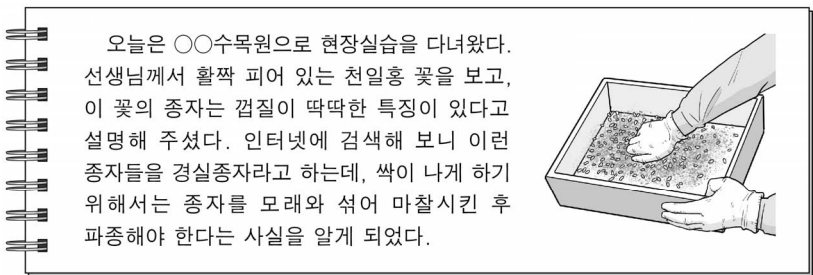 오늘은 ○○수목원으로 현장실습을 다녀왔다.
선생님께서 활짝 피어 있는 천일홍 꽃을 보고,
이 꽃의 종자는 껍질이 딱딱한 특징이 있다고
설명해 주셨다. 인터넷에 검색해 보니 이런
종자들을 경실종자라고 하는데, 싹이 나게 하기
위해서는 종자를 모래와 섞어 마찰시킨 후
파종해야 한다는 사실을 알게 되었다.